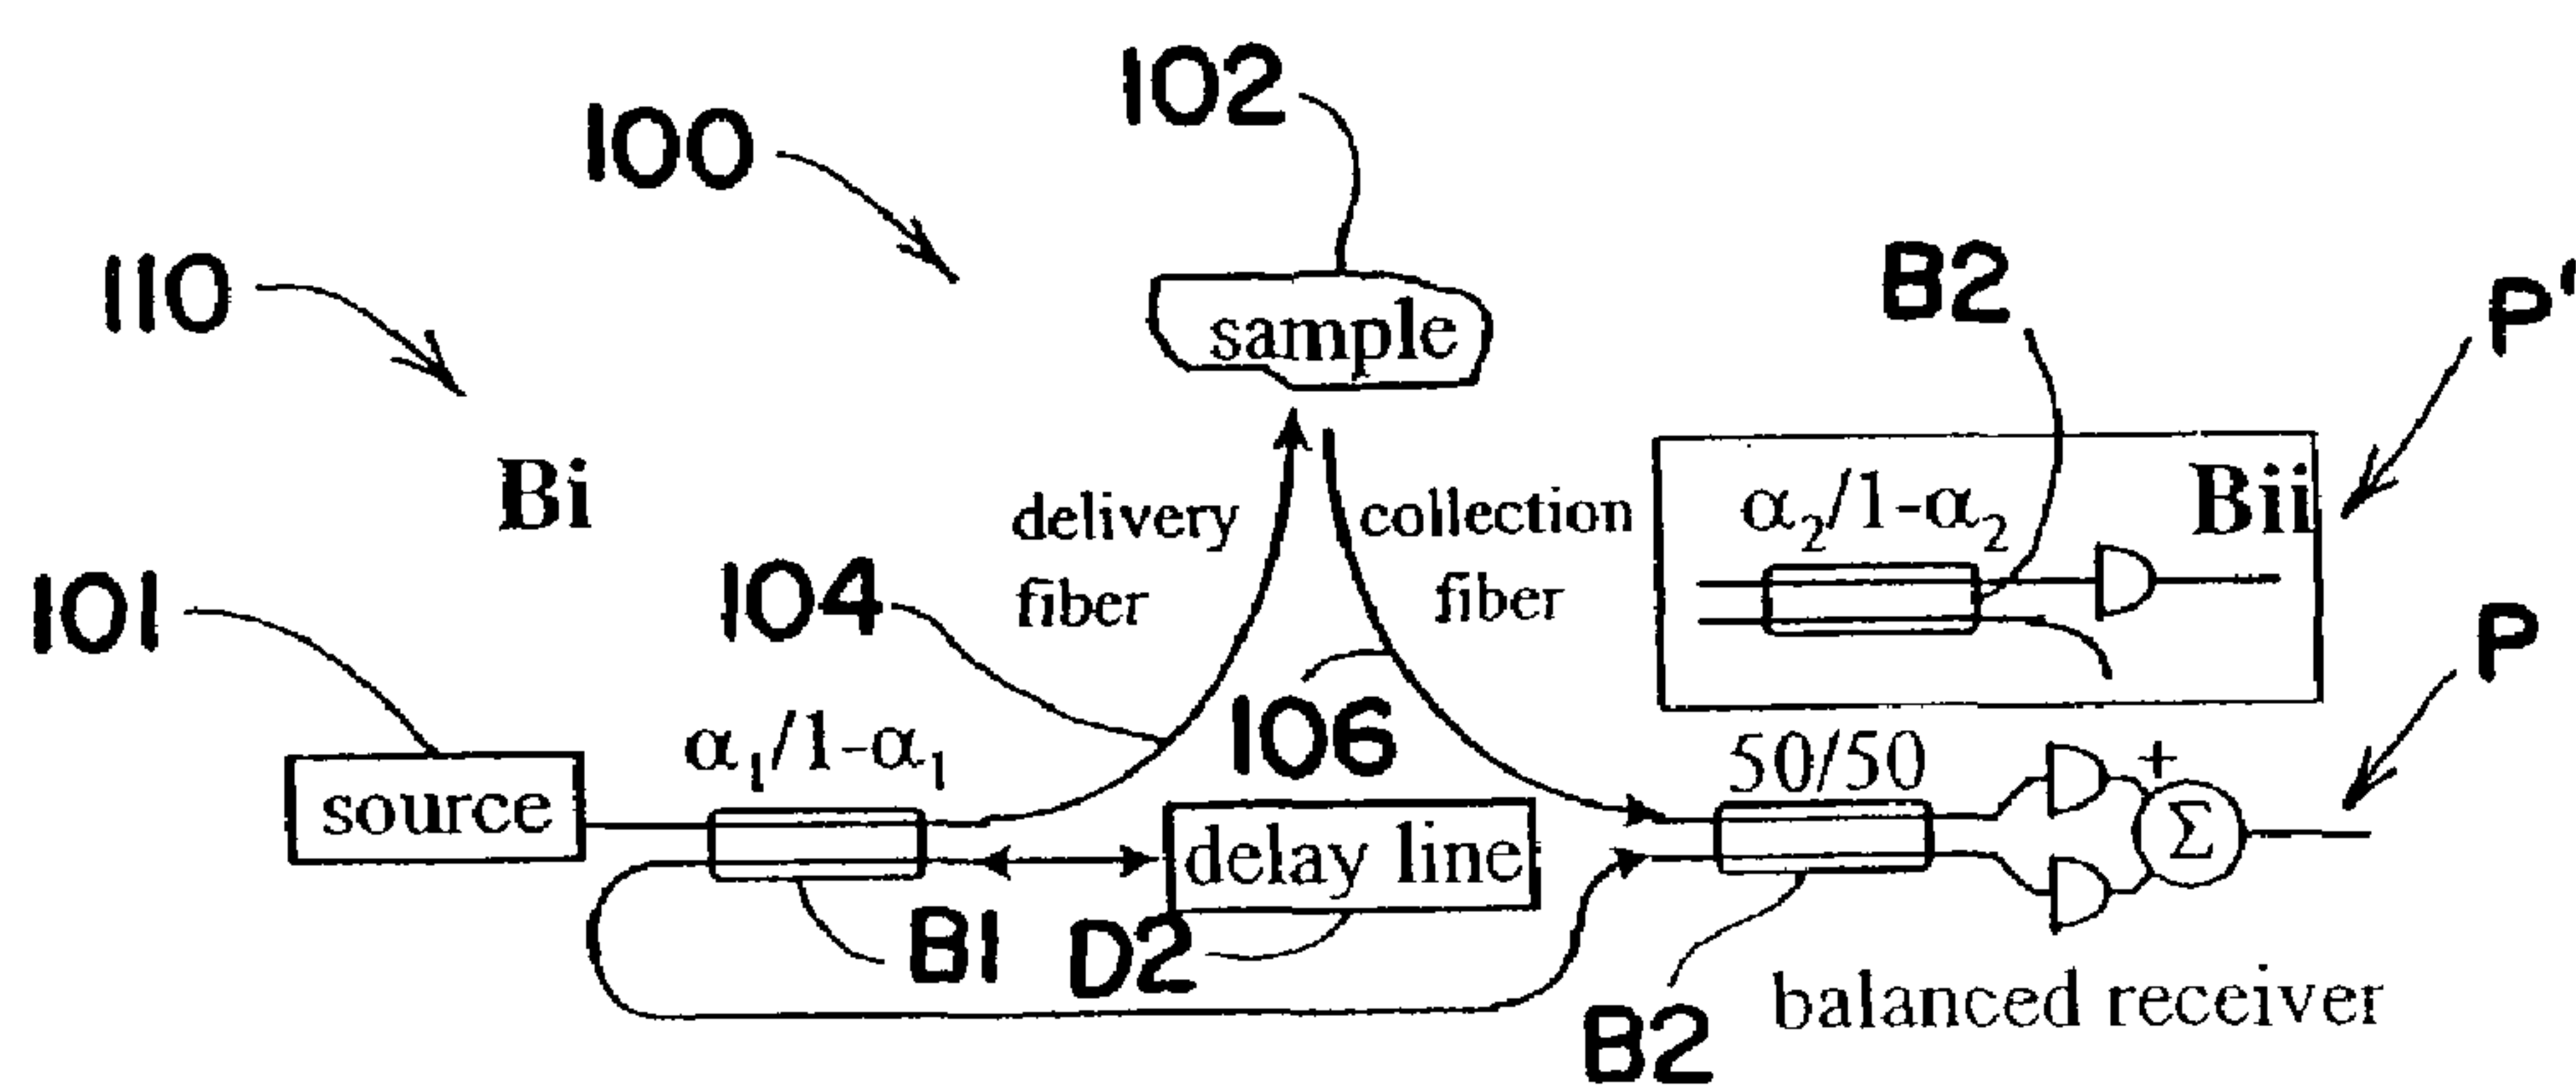 102
100
B2
P'
110
sample
Bi
α₂/1-α₂ Bii
delivery
fiber
collection
fiber
104
101
P
106
α₁/1-α₁
50/50
source
delay line
+
Σ
B1
D2
B2
balanced receiver